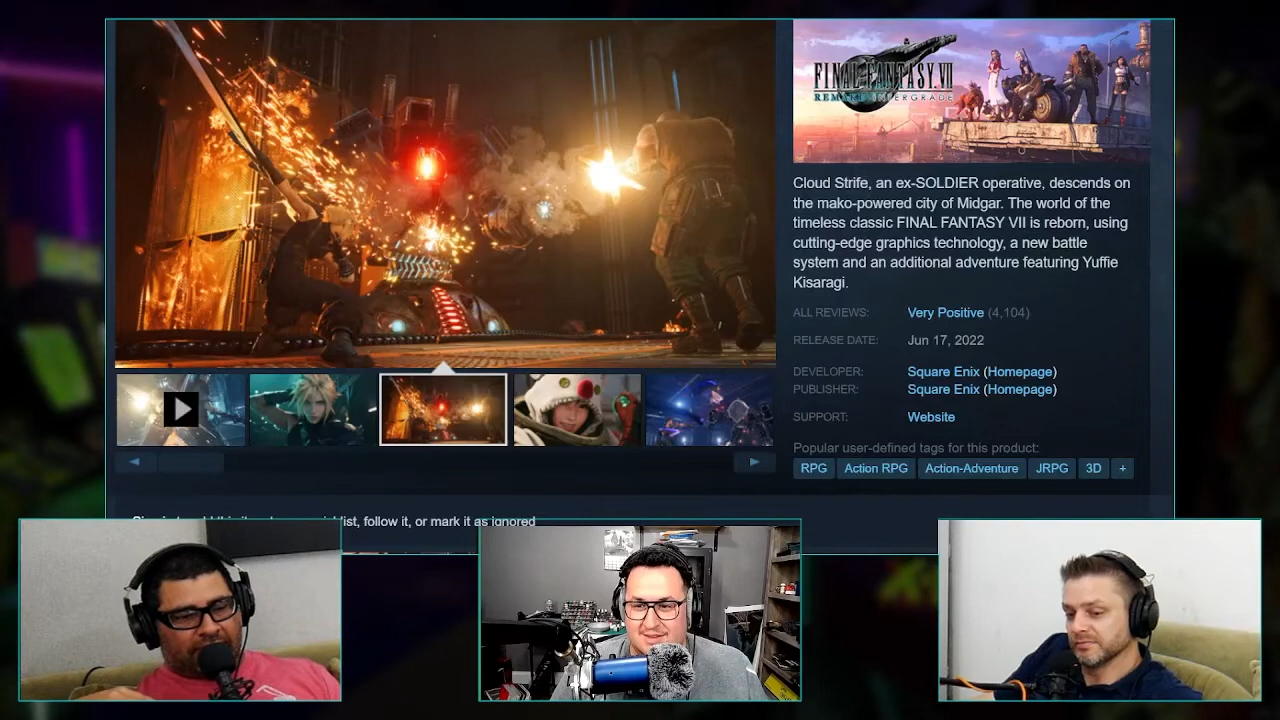 FINAL FANTASY VII
REMAKE INTERGRADE
Cloud Strife, an ex-SOLDIER operative, descends on
the mako-powered city of Midgar. The world of the
timeless classic FINAL FANTASY VII is reborn, using
cutting-edge graphics technology, a new battle
system and an additional adventure featuring Yuffie
Kisaragi.
ALL REVIEWS: Very Positive (4,104)
RELEASE DATE: Jun 17, 2022
DEVELOPER: Square Enix (Homepage)
PUBLISHER: Square Enix (Homepage)
SUPPORT: Website
Popular user-defined tags for this product:
RPG Action RPG Action-Adventure JRPG 3D +
list, follow it, or mark it as ignored